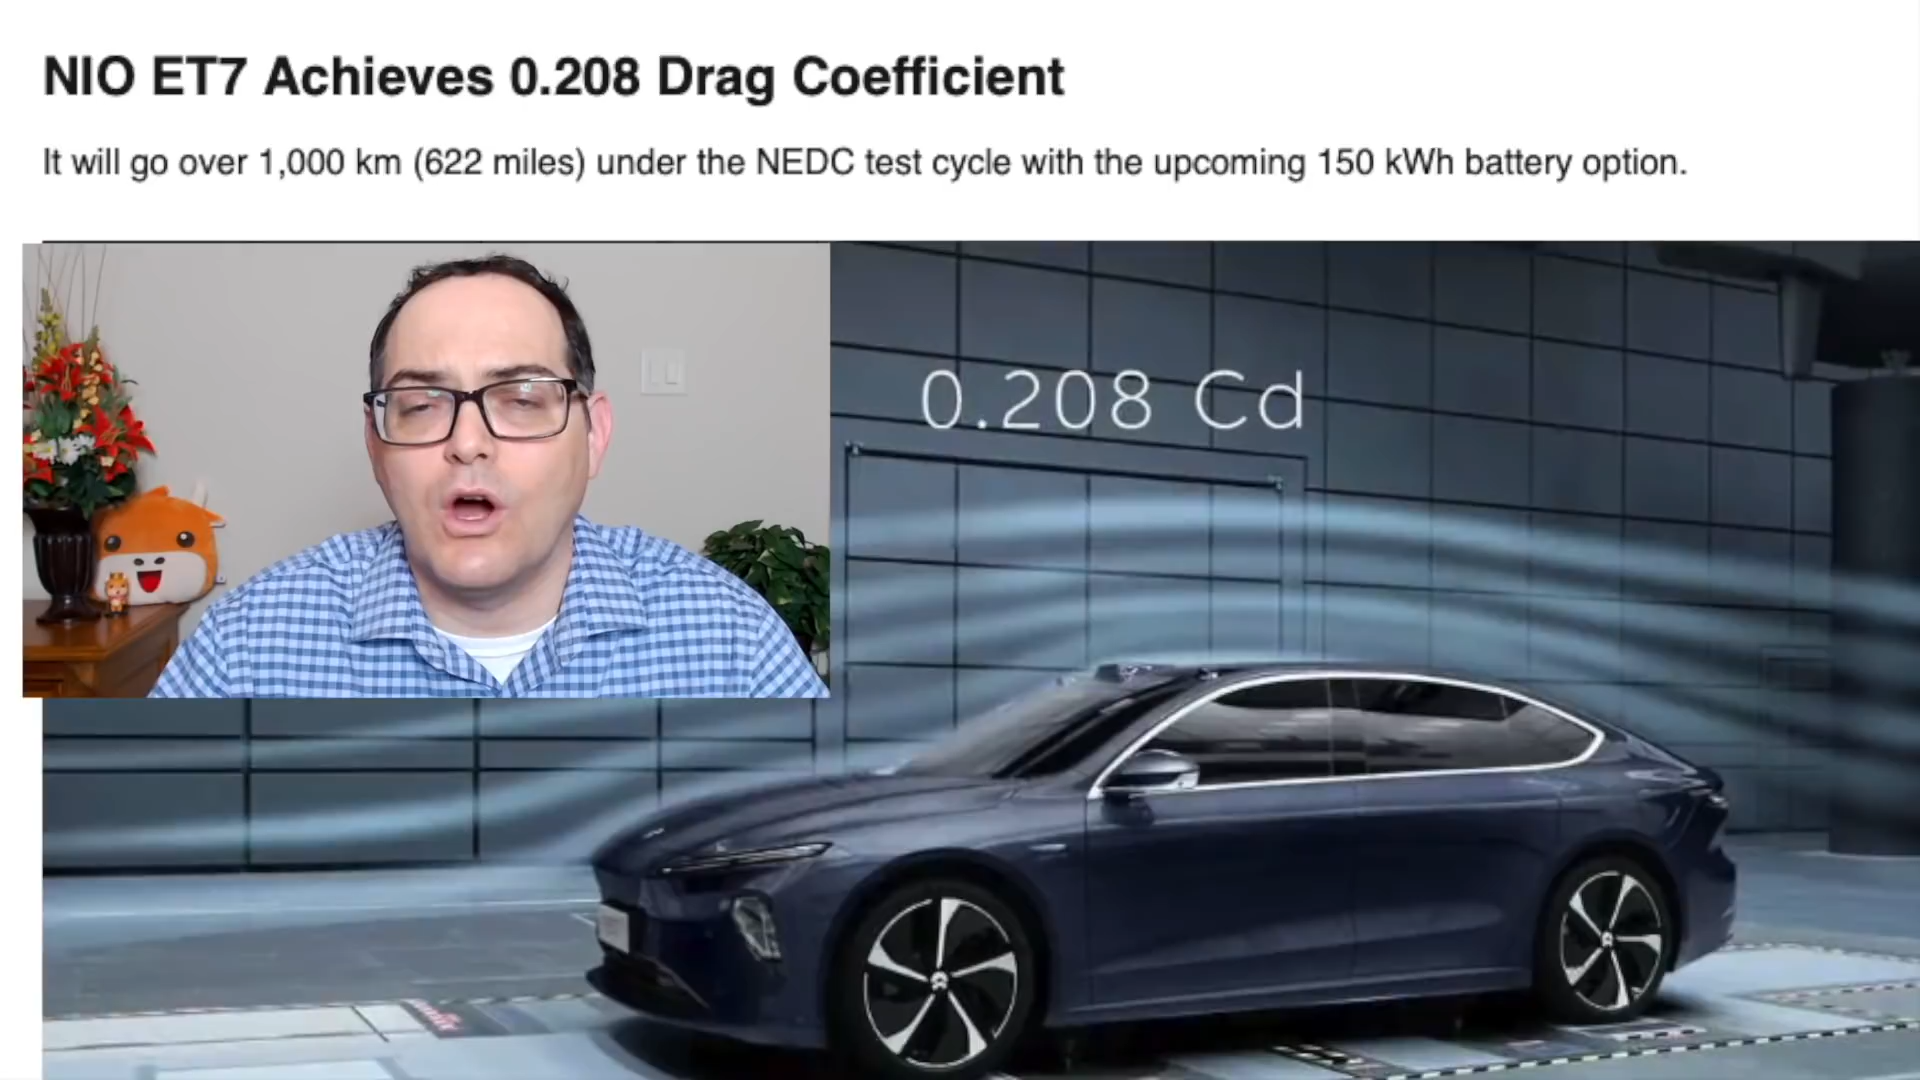 NIO ET7 Achieves 0.208 Drag Coefficient
It will go over 1,000 km (622 miles) under the NEDC test cycle with the upcoming 150 kWh battery option.
0.208 Cd